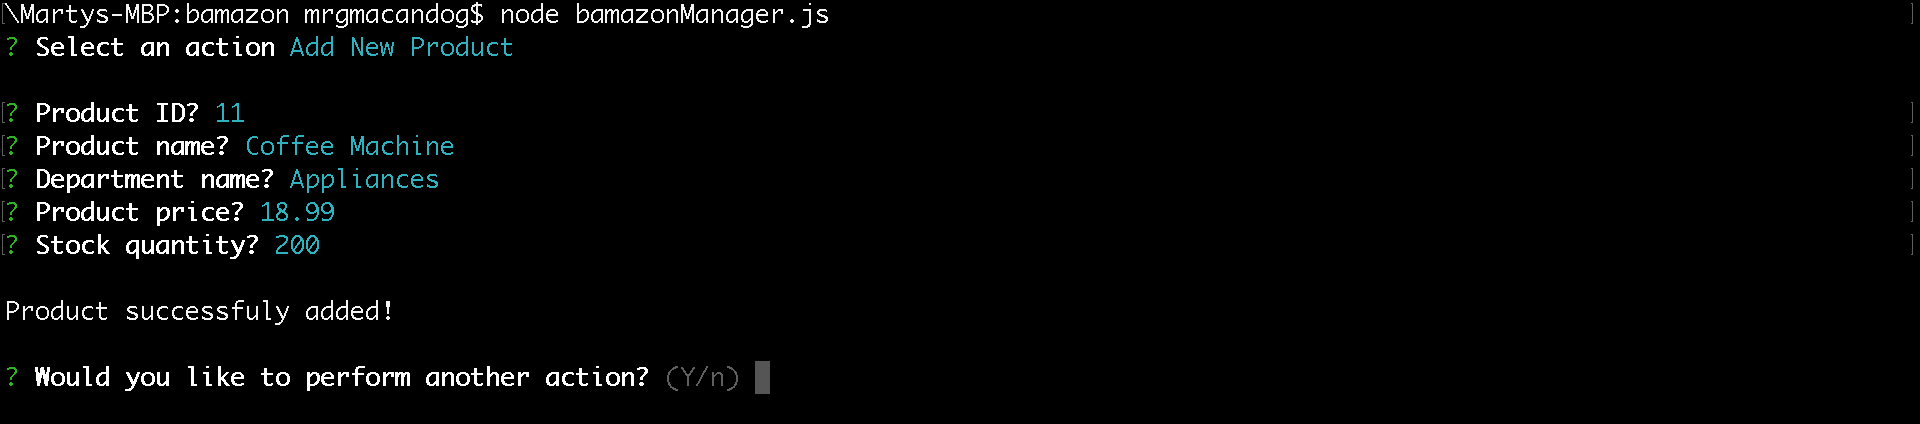 [\Martys-MBP:bamazon mrgmacandog$ node bamazonManager.js ]
? Select an action Add New Product
[? Product ID? 11 ]
[? Product name? Coffee Machine ]
[? Department name? Appliances ]
[? Product price? 18.99 ]
[? Stock quantity? 200 ]
Product successfuly added!
? Would you like to perform another action? (Y/n)